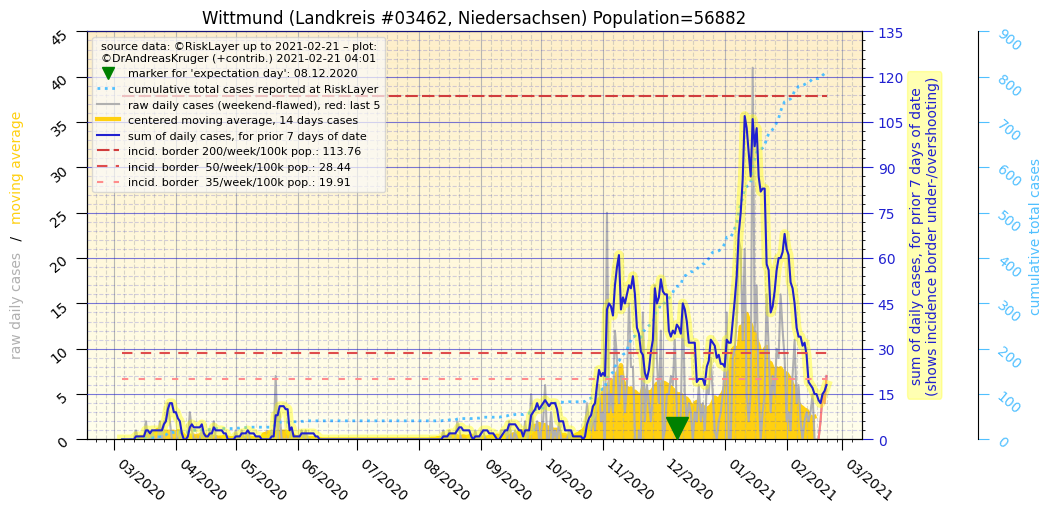 Wittmund (Landkreis #03462, Niedersachsen) Population=56882
source data: ©RiskLayer up to 2021-02-21 – plot:
©DrAndreasKruger (+contrib.) 2021-02-21 04:01
marker for 'expectation day': 08.12.2020
cumulative total cases reported at RiskLayer
raw daily cases (weekend-flawed), red: last 5
centered moving average, 14 days cases
sum of daily cases, for prior 7 days of date
incid. border 200/week/100k pop.: 113.76
incid. border  50/week/100k pop.: 28.44
incid. border  35/week/100k pop.: 19.91
raw daily cases / moving average
45
40
35
30
25
20
15
10
5
0
135
120
105
90
75
60
45
30
15
0
sum of daily cases, for prior 7 days of date
(shows incidence border under-/overshooting)
900
800
700
600
500
400
300
200
100
0
cumulative total cases
03/2020
04/2020
05/2020
06/2020
07/2020
08/2020
09/2020
10/2020
11/2020
12/2020
01/2021
02/2021
03/2021